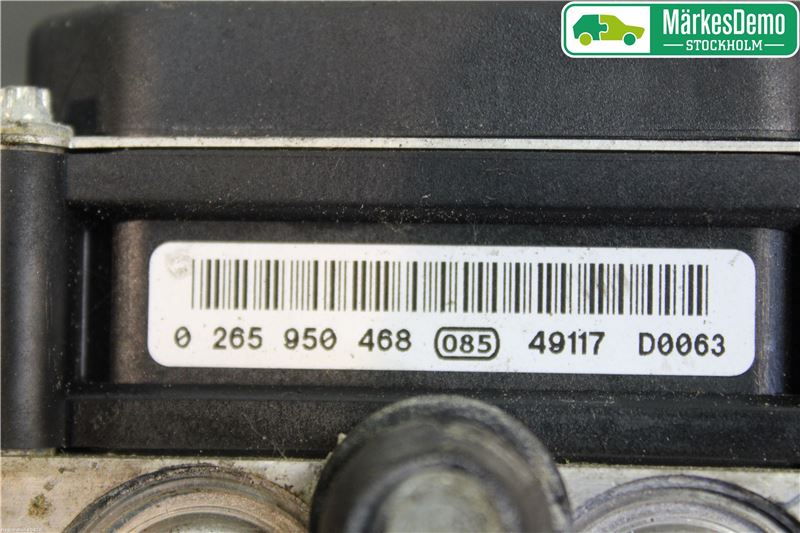 MärkesDemo
STOCKHOLM
0 265 950 468 085 49117 D0063